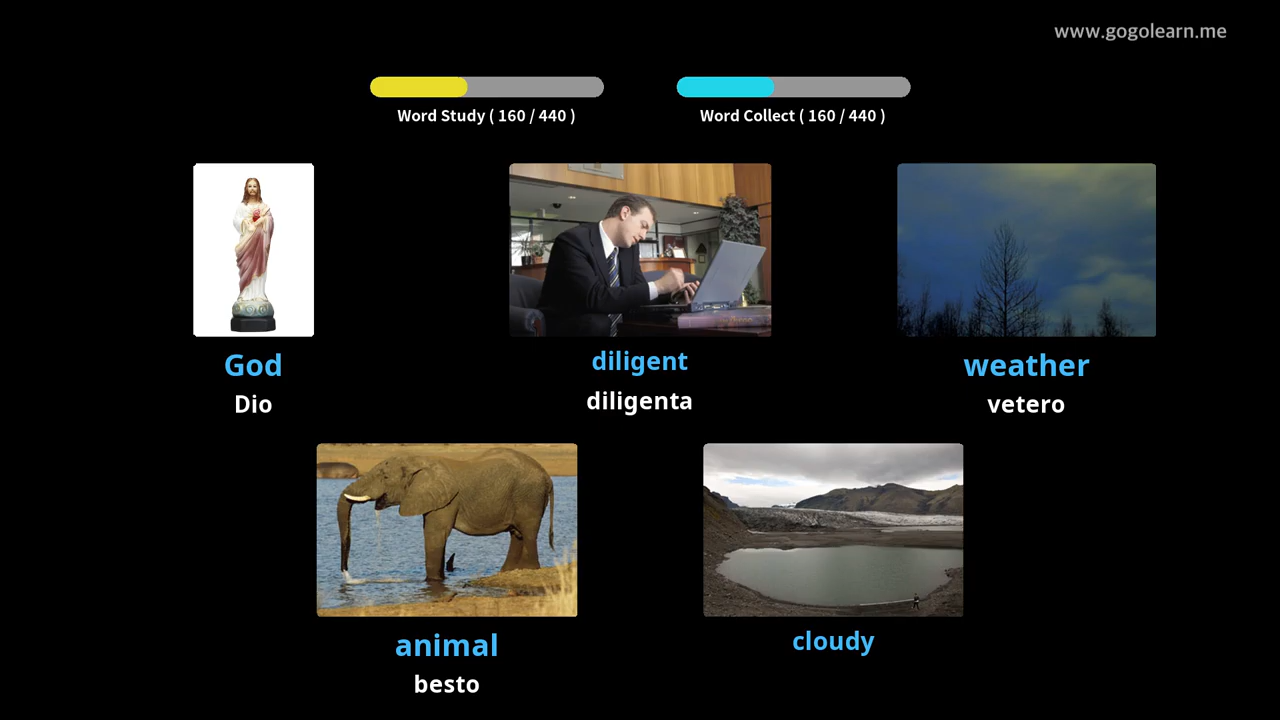 www.gogolearn.me
Word Study ( 160 / 440 )
Word Collect ( 160 / 440 )
God
Dio
diligent
diligenta
weather
vetero
animal
besto
cloudy